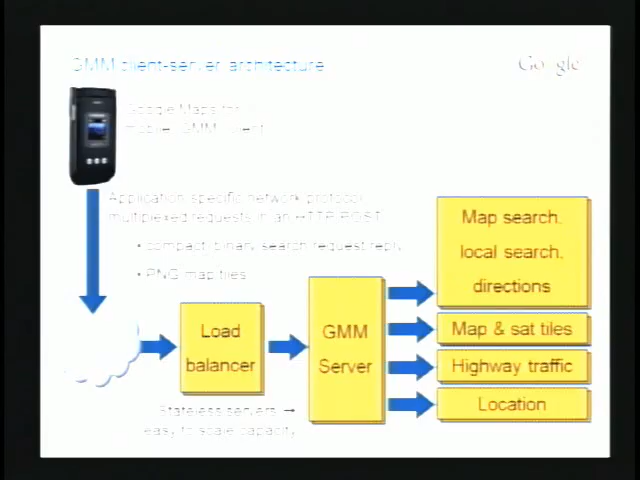 GMM client-server architecture
Google
Google Maps for
mobile (GMM) client
Application specific network protocol,
multiplexed requests in an HTTP POST
• compact binary search request/reply
• PNG map tiles
Map search,
local search,
directions
Load
balancer
GMM
Server
Map & sat tiles
Highway traffic
Location
Stateless servers →
easy to scale capacity